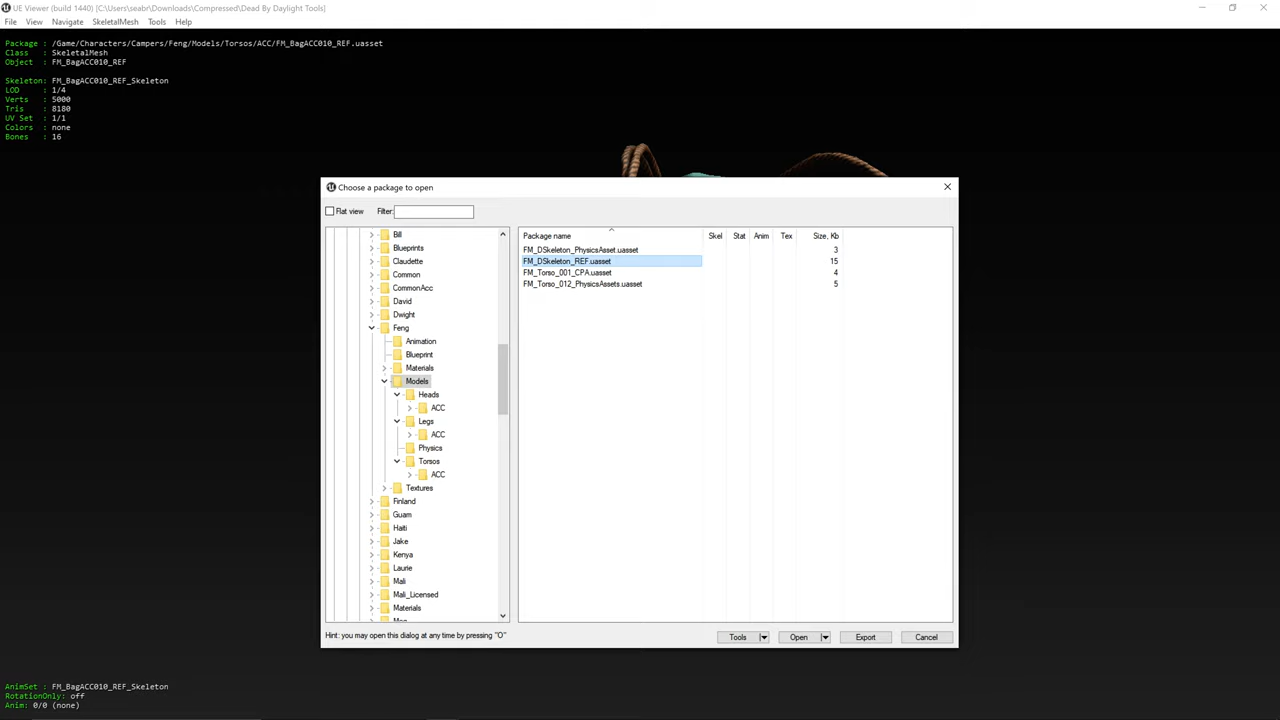 UE Viewer (build 1440) [C:\Users\seabr\Downloads\Compressed\Dead By Daylight Tools]
File View Navigate SkeletalMesh Tools Help
Package : /Game/Characters/Campers/Feng/Models/Torsos/ACC/FM_BagACC010_REF.uasset
Class : SkeletalMesh
Object : FM_BagACC010_REF
Skeleton: FM_BagACC010_REF_Skeleton
LOD : 1/4
Verts : 5000
Tris : 8180
UV Set : 1/1
Colors : none
Bones : 16
Choose a package to open
Flat view Filter:
Bill
Blueprints
Claudette
Common
CommonAcc
David
Dwight
Feng
Animation
Blueprint
Materials
Models
Heads
ACC
Legs
ACC
Physics
Torsos
ACC
Textures
Finland
Guam
Haiti
Jake
Kenya
Laurie
Mali
Mali_Licensed
Materials
Package name Skel Stat Anim Tex Size, Kb
FM_DSkeleton_PhysicsAsset.uasset 3
FM_DSkeleton_REF.uasset 15
FM_Torso_001_CPA.uasset 4
FM_Torso_012_PhysicsAssets.uasset 5
Hint: you may open this dialog at any time by pressing "O"
Tools Open Export Cancel
AnimSet : FM_BagACC010_REF_Skeleton
RotationOnly: off
Anim: 0/0 (none)